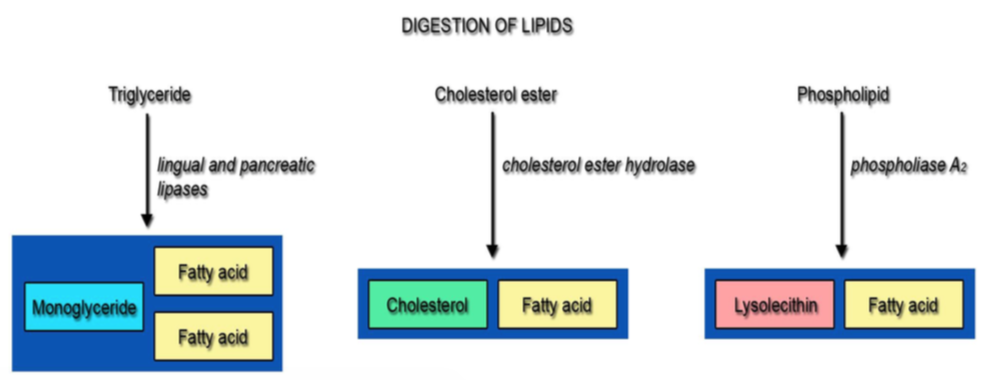 DIGESTION OF LIPIDS
Triglyceride
lingual and pancreatic
lipases
Monoglyceride
Fatty acid
Fatty acid
Cholesterol ester
cholesterol ester hydrolase
Cholesterol
Fatty acid
Phospholipid
phospholiase A₂
Lysolecithin
Fatty acid